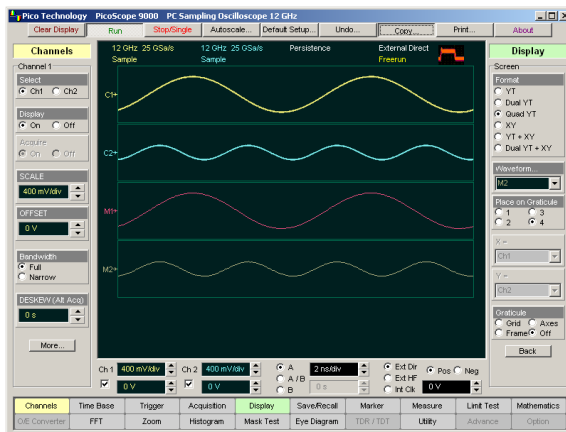 Pico Technology PicoScope 9000 PC Sampling Oscilloscope 12 GHz
Clear Display Run Stop/Single Autoscale... Default Setup... Undo... Copy... Print... About
Channels
Channel 1
Select
Ch1 Ch2
Display
On Off
Acquire
On Off
SCALE
400 mV/div
OFFSET
0 V
Bandwidth
Full
Narrow
DESKEW (Alt Acq)
0 s
More...
12 GHz 25 GSa/s 12 GHz 25 GSa/s Persistence External Direct
Sample Sample Freerun
C1+
C2+
M1+
M2+
Ch 1 400 mV/div Ch 2 400 mV/div A 2 ns/div Ext Dir Pos Neg
A / B Ext HF
0 V 0 V B 0 s Int Clk 0 V
Display
Screen
Format
YT
Dual YT
Quad YT
XY
YT + XY
Dual YT + XY
Waveform...
M2
Place on Graticule
1 3
2 4
X =
Ch1
Y =
Ch2
Graticule
Grid Axes
Frame Off
Back
Channels Time Base Trigger Acquisition Display Save/Recall Marker Measure Limit Test Mathematics
O/E Converter FFT Zoom Histogram Mask Test Eye Diagram TDR / TDT Utility Advance Option